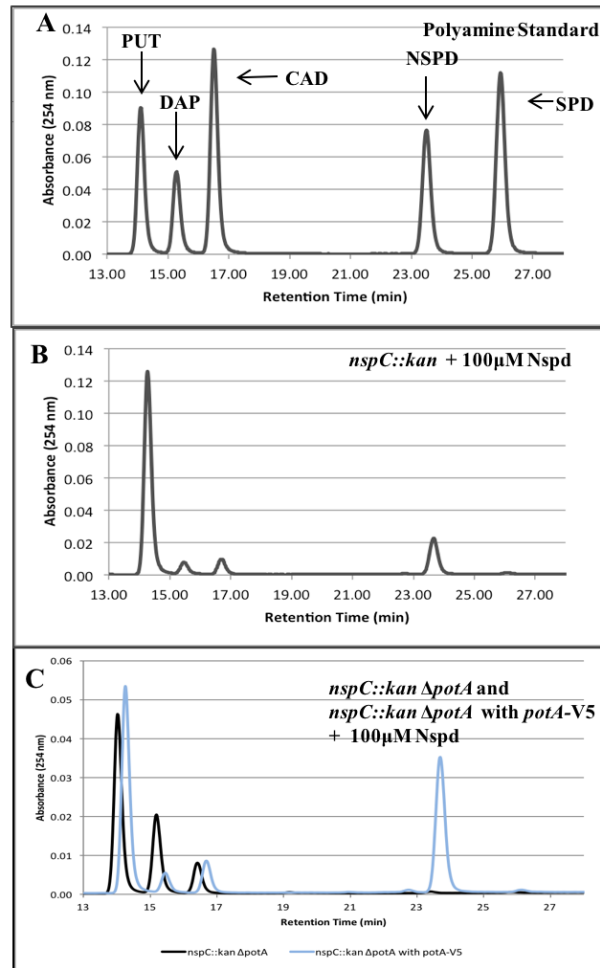 A
Polyamine Standard
PUT
DAP
CAD
NSPD
SPD
Absorbance (254 nm)
0.14
0.12
0.10
0.08
0.06
0.04
0.02
0.00
13.00 15.00 17.00 19.00 21.00 23.00 25.00 27.00
Retention Time (min)
B
nspC::kan + 100µM Nspd
Absorbance (254 nm)
0.14
0.12
0.10
0.08
0.06
0.04
0.02
0.00
13.00 15.00 17.00 19.00 21.00 23.00 25.00 27.00
Retention Time (min)
C
nspC::kan ΔpotA and
nspC::kan ΔpotA with potA-V5
+ 100µM Nspd
Absorbance (254 nm)
0.06
0.05
0.04
0.03
0.02
0.01
0.00
13 15 17 19 21 23 25 27
Retention Time (min)
nspC::kan ΔpotA
nspC::kan ΔpotA with potA-V5